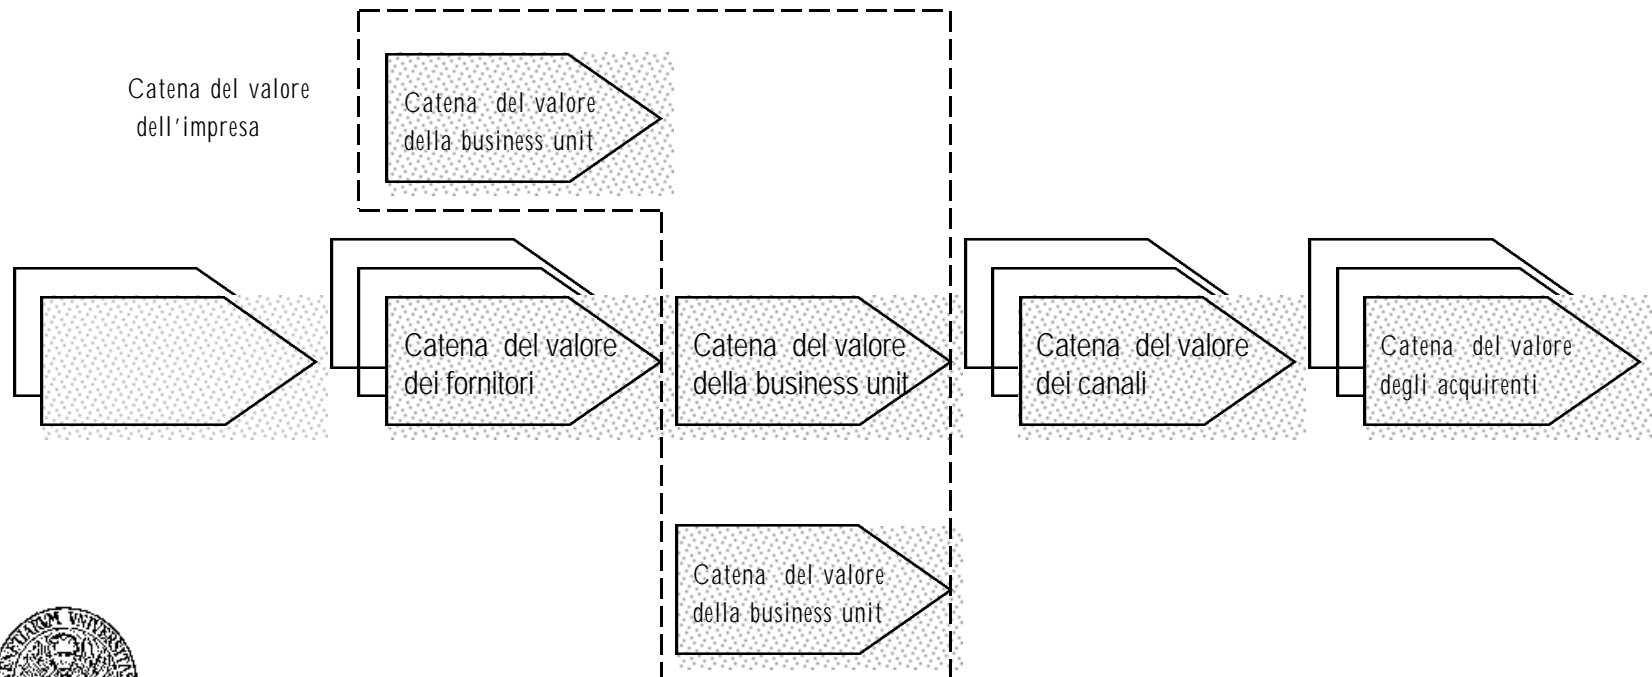 Catena del valore
dell'impresa
Catena del valore
della business unit
Catena del valore
dei fornitori
Catena del valore
della business unit
Catena del valore
dei canali
Catena del valore
degli acquirenti
Catena del valore
della business unit